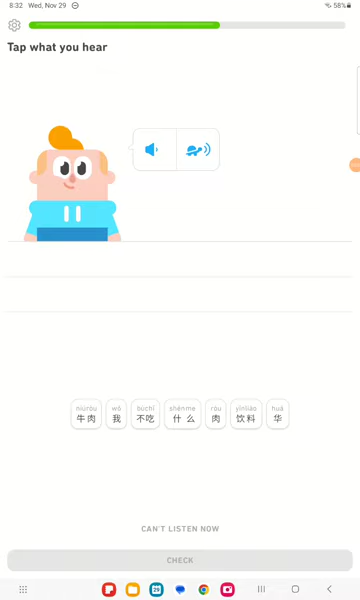 8:32 Wed, Nov 29
58%
Tap what you hear
niúròu wǒ bùchī shénme ròu yǐnliào huá
牛肉 我 不吃 什么 肉 饮料 华
CAN'T LISTEN NOW
CHECK
29